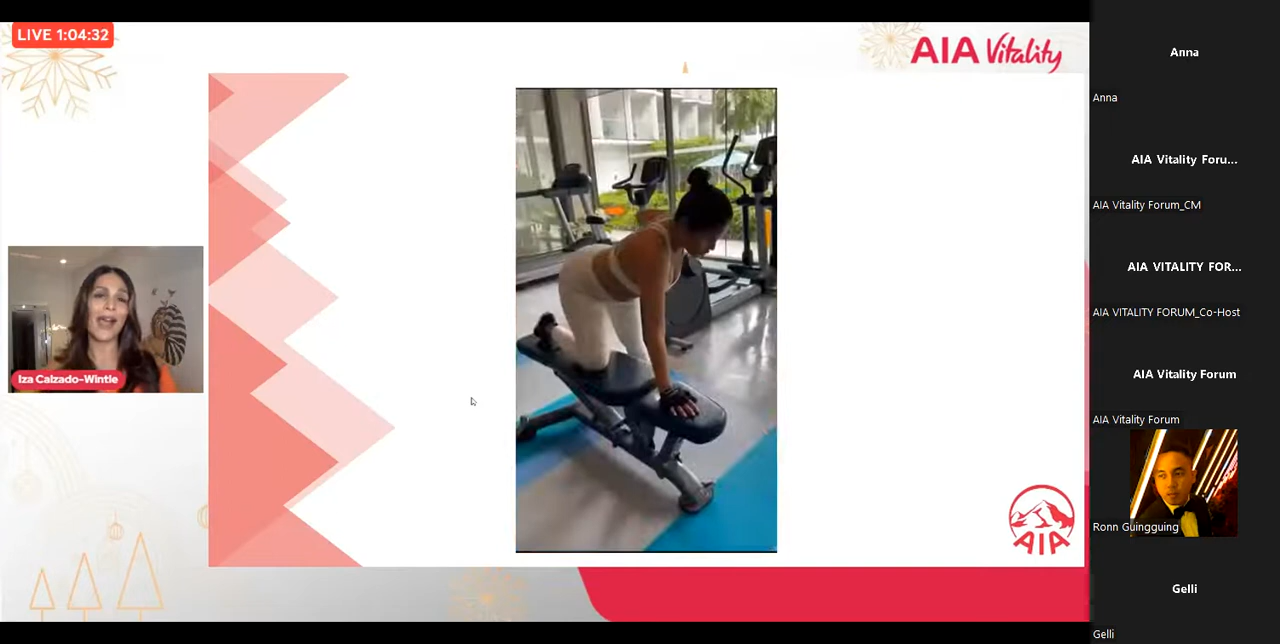 LIVE 1:04:32
AIA Vitality
Iza Calzado-Wintle
AIA
Anna
Anna
AIA Vitality Foru...
AIA Vitality Forum_CM
AIA VITALITY FOR...
AIA VITALITY FORUM_Co-Host
AIA Vitality Forum
AIA Vitality Forum
Ronn Guingguing
Gelli
Gelli